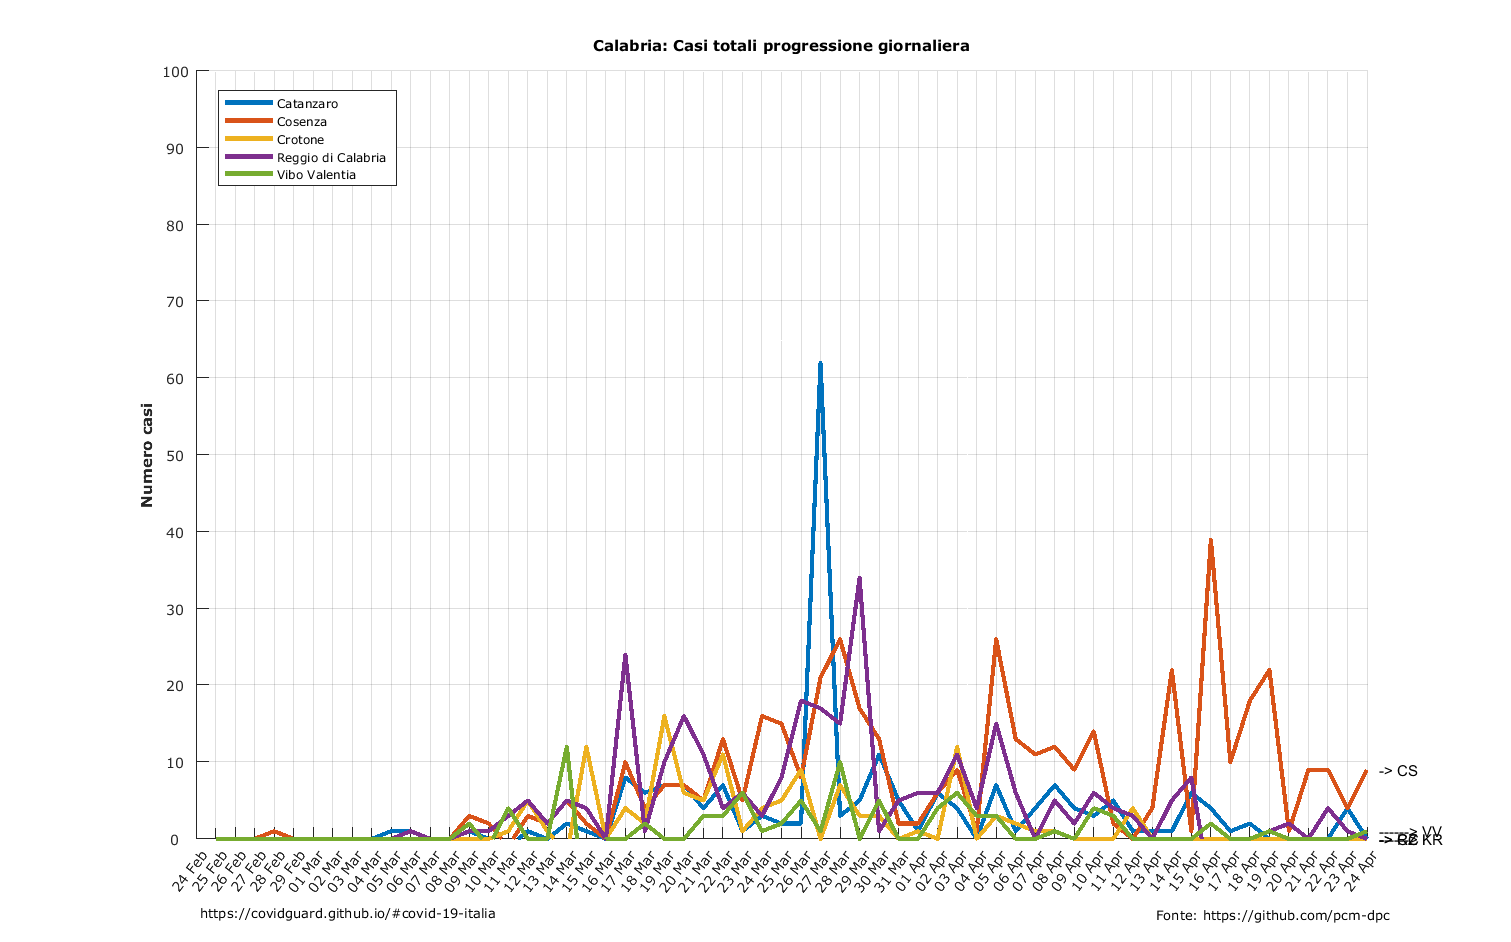 Calabria: Casi totali progressione giornaliera
Numero casi
100
90
80
70
60
50
40
30
20
10
0
Catanzaro
Cosenza
Crotone
Reggio di Calabria
Vibo Valentia
24 Feb
25 Feb
26 Feb
27 Feb
28 Feb
29 Feb
01 Mar
02 Mar
03 Mar
04 Mar
05 Mar
06 Mar
07 Mar
08 Mar
09 Mar
10 Mar
11 Mar
12 Mar
13 Mar
14 Mar
15 Mar
16 Mar
17 Mar
18 Mar
19 Mar
20 Mar
21 Mar
22 Mar
23 Mar
24 Mar
25 Mar
26 Mar
27 Mar
28 Mar
29 Mar
30 Mar
31 Mar
01 Apr
02 Apr
03 Apr
04 Apr
05 Apr
06 Apr
07 Apr
08 Apr
09 Apr
10 Apr
11 Apr
12 Apr
13 Apr
14 Apr
15 Apr
16 Apr
17 Apr
18 Apr
19 Apr
20 Apr
21 Apr
22 Apr
23 Apr
24 Apr
-> CS
-----> VV
KR
https://covidguard.github.io/#covid-19-italia
Fonte: https://github.com/pcm-dpc